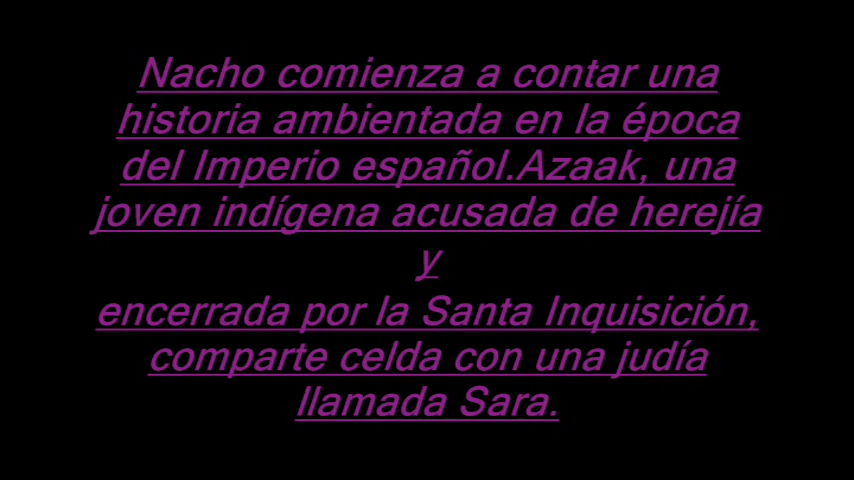 Nacho comienza a contar una
historia ambientada en la época
del Imperio español.Azaak, una
joven indígena acusada de herejía
y
encerrada por la Santa Inquisición,
comparte celda con una judía
llamada Sara.